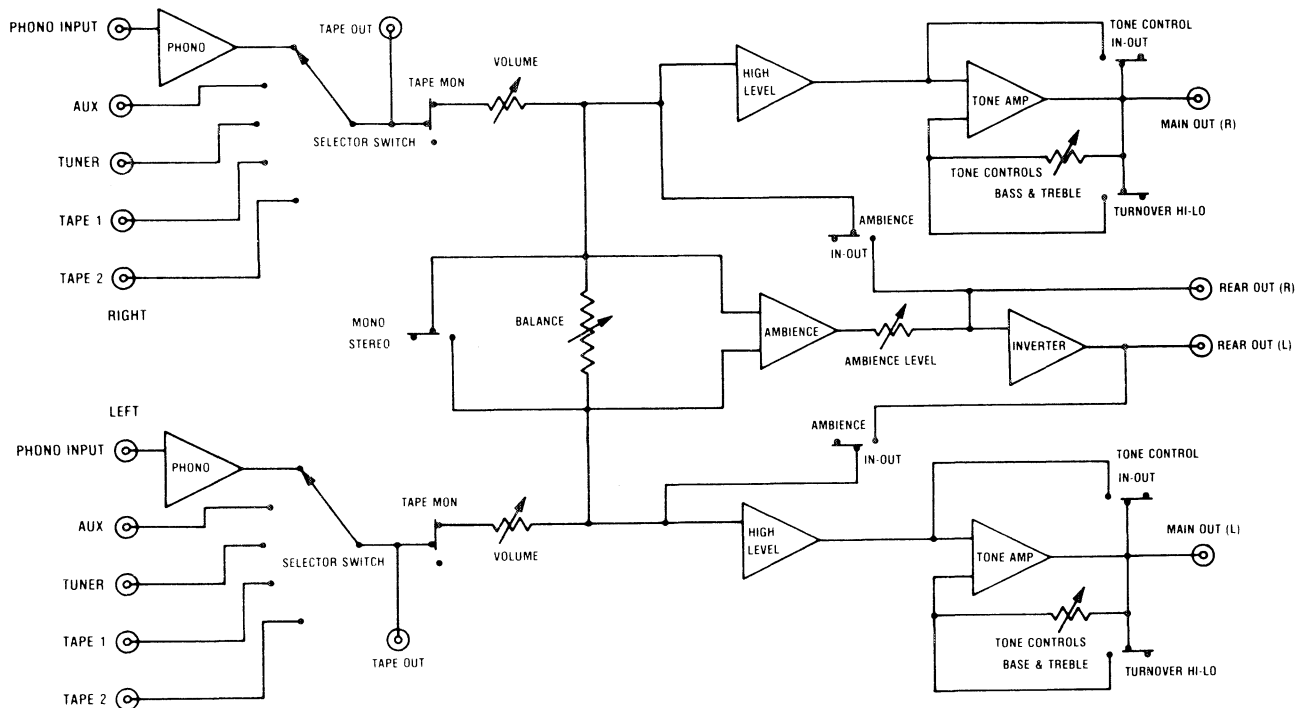 PHONO INPUT
PHONO
AUX
TUNER
TAPE 1
TAPE 2
RIGHT
TAPE OUT
SELECTOR SWITCH
TAPE MON
VOLUME
HIGH
LEVEL
TONE AMP
TONE CONTROL
IN-OUT
MAIN OUT (R)
TONE CONTROLS
BASS & TREBLE
TURNOVER HI-LO
AMBIENCE
IN-OUT
MONO
STEREO
BALANCE
AMBIENCE
AMBIENCE LEVEL
INVERTER
REAR OUT (R)
REAR OUT (L)
LEFT
PHONO INPUT
PHONO
AUX
TUNER
TAPE 1
TAPE 2
SELECTOR SWITCH
TAPE OUT
TAPE MON
VOLUME
AMBIENCE
IN-OUT
HIGH
LEVEL
TONE AMP
TONE CONTROL
IN-OUT
MAIN OUT (L)
TONE CONTROLS
BASE & TREBLE
TURNOVER HI-LO